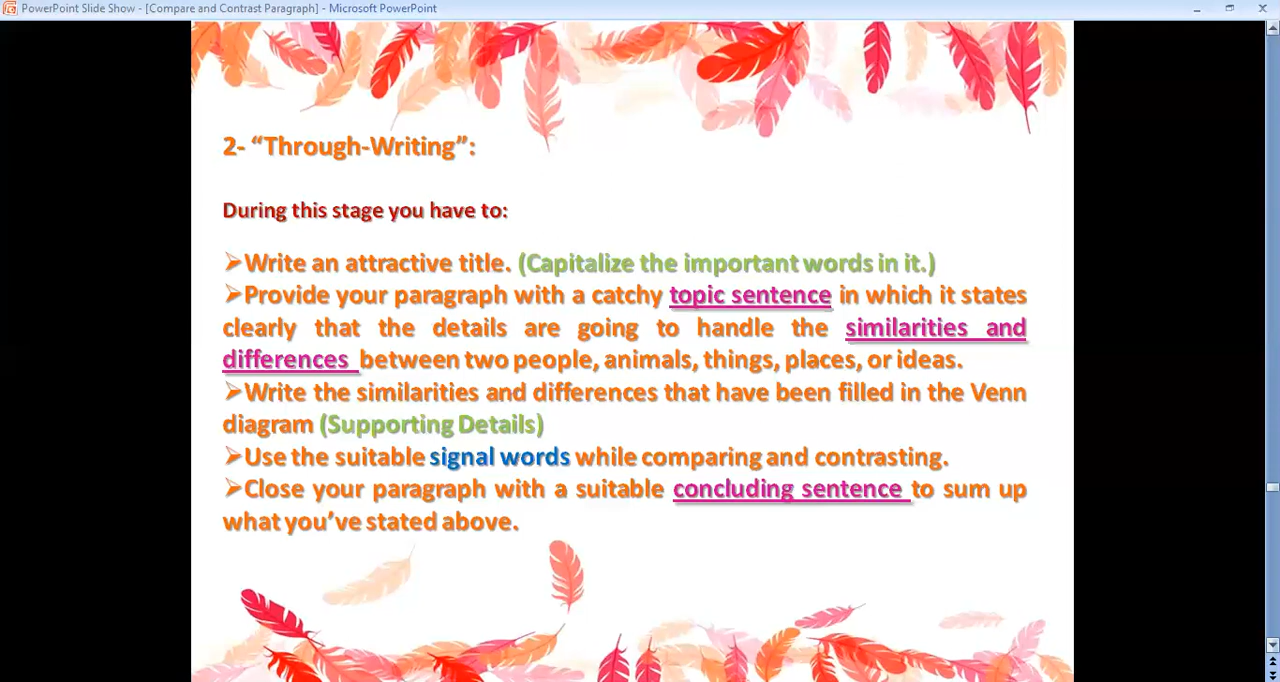 PowerPoint Slide Show - [Compare and Contrast Paragraph] - Microsoft PowerPoint
2- “Through-Writing”:
During this stage you have to:
➢Write an attractive title. (Capitalize the important words in it.)
➢Provide your paragraph with a catchy topic sentence in which it states
clearly that the details are going to handle the similarities and
differences between two people, animals, things, places, or ideas.
➢Write the similarities and differences that have been filled in the Venn
diagram (Supporting Details)
➢Use the suitable signal words while comparing and contrasting.
➢Close your paragraph with a suitable concluding sentence to sum up
what you’ve stated above.